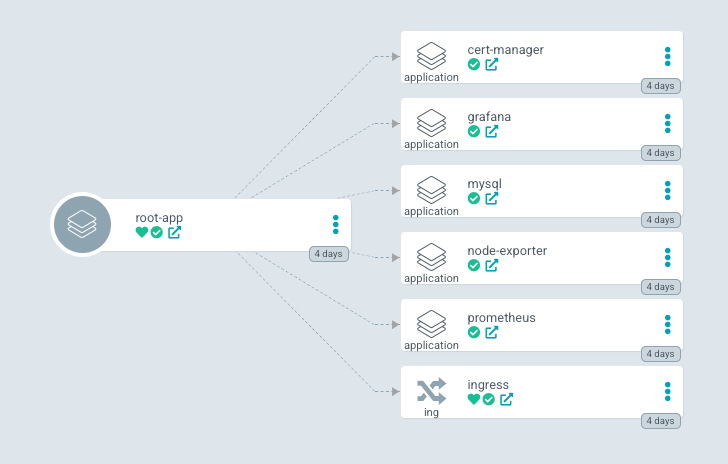 root-app
4 days
cert-manager
application
4 days
grafana
application
4 days
mysql
application
4 days
node-exporter
application
4 days
prometheus
application
4 days
ingress
ing
4 days